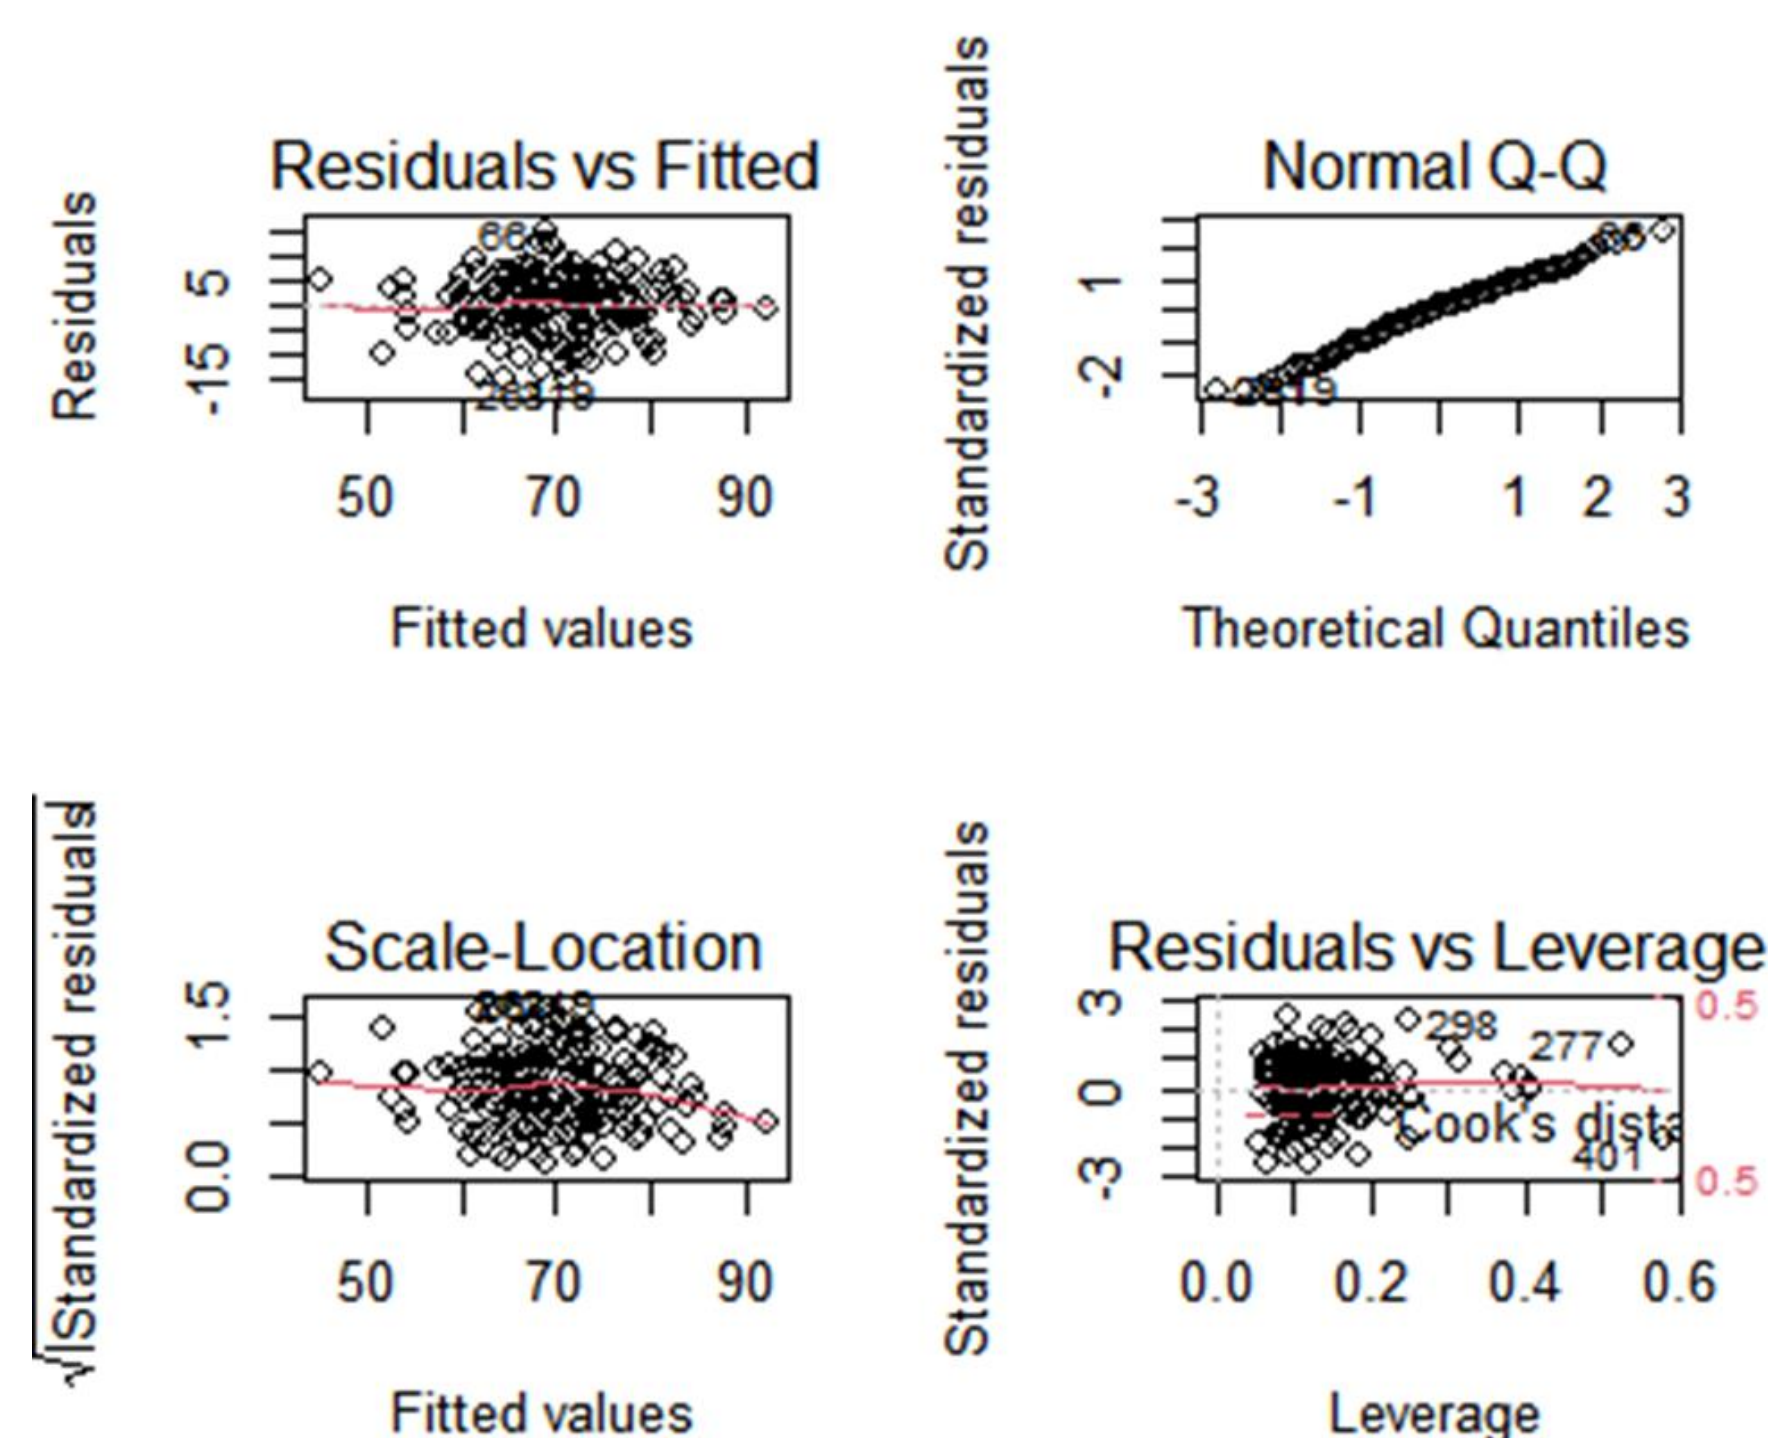 Residuals vs Fitted
Residuals
5
-15
66
50 70 90
Fitted values
Normal Q-Q
Standardized residuals
1
-2
-3 -1 1 2 3
Theoretical Quantiles
Scale-Location
√|Standardized residuals|
1.5
0.0
50 70 90
Fitted values
Residuals vs Leverage
Standardized residuals
3
0
-3
298
277
Cook's dista
401
0.5
0.5
0.0 0.2 0.4 0.6
Leverage